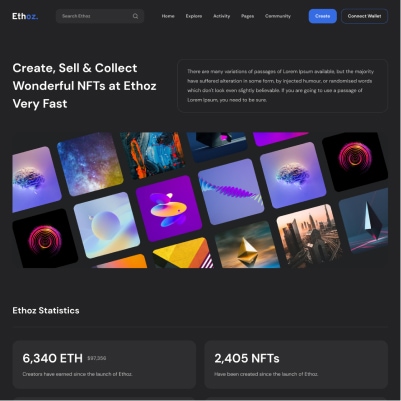 Ethoz.
Search Ethoz
Home
Explore
Activity
Pages
Community
Create
Connect Wallet
Create, Sell & Collect
Wonderful NFTs at Ethoz
Very Fast
There are many variations of passages of Lorem Ipsum available, but the majority
have suffered alteration in some form, by injected humour, or randomised words
which don't look even slightly believable. If you are going to use a passage of
Lorem Ipsum, you need to be sure.
Ethoz Statistics
6,340 ETH
2,405 NFTs
Creators have earned since the launch of Ethoz.
Have been created since the launch of Ethoz.